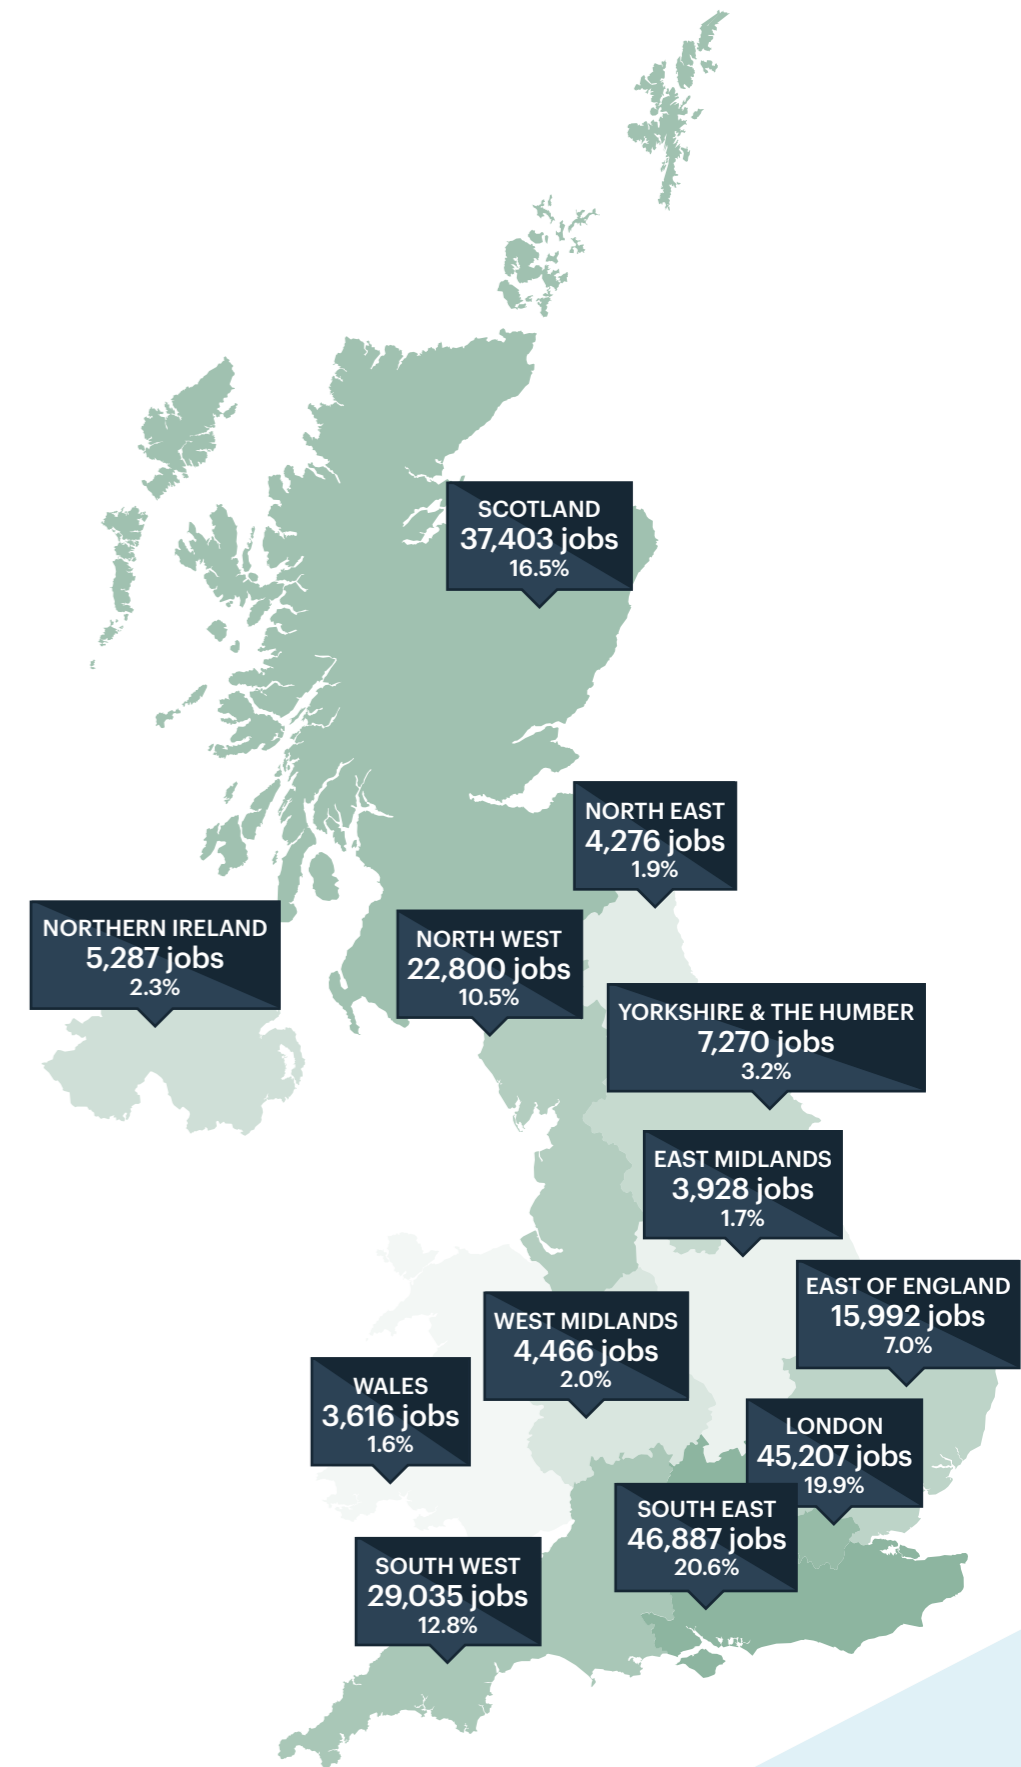 SCOTLAND
37,403 jobs
16.5%
NORTH EAST
4,276 jobs
1.9%
NORTHERN IRELAND
5,287 jobs
2.3%
NORTH WEST
22,800 jobs
10.5%
YORKSHIRE & THE HUMBER
7,270 jobs
3.2%
EAST MIDLANDS
3,928 jobs
1.7%
EAST OF ENGLAND
15,992 jobs
7.0%
WEST MIDLANDS
4,466 jobs
2.0%
WALES
3,616 jobs
1.6%
LONDON
45,207 jobs
19.9%
SOUTH EAST
46,887 jobs
20.6%
SOUTH WEST
29,035 jobs
12.8%